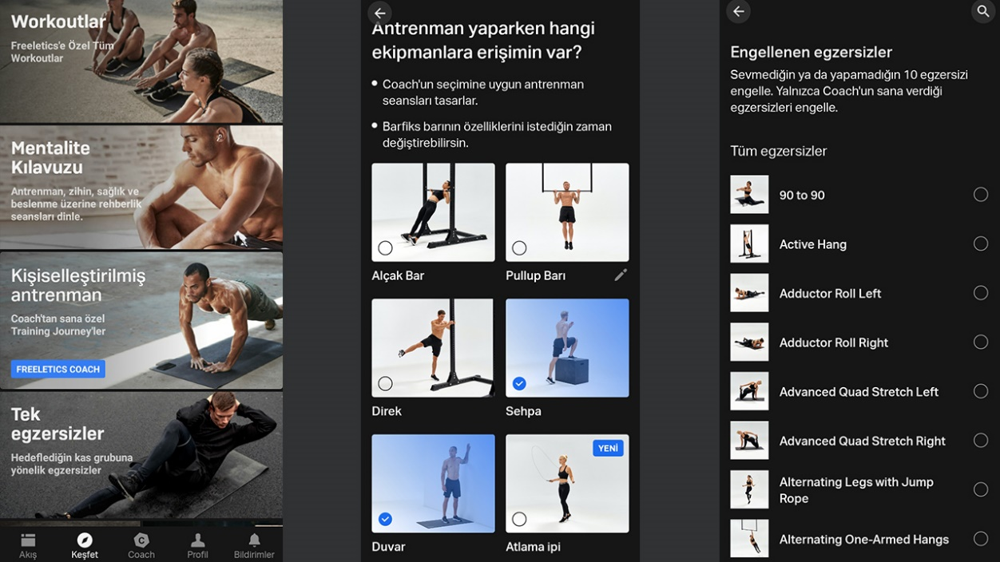 Workoutlar
Freeletics'e Özel Tüm
Workoutlar
Mentalite
Kılavuzu
Antrenman, zihin, sağlık ve
beslenme üzerine rehberlik
seansları dinle.
Kişiselleştirilmiş
antrenman
Coach'tan sana özel
Training Journey'ler
FREELETICS COACH
Tek
egzersizler
Hedeflediğin kas grubuna
yönelik egzersizler
Akış
Keşfet
Coach
Profil
Bildirimler
Antrenman yaparken hangi
ekipmanlara erişimin var?
Coach'un seçimine uygun antrenman
seansları tasarlar.
Barfiks barının özelliklerini istediğin zaman
değiştirebilirsin.
Alçak Bar
Pullup Barı
Direk
Sehpa
YENİ
Duvar
Atlama ipi
Engellenen egzersizler
Sevmediğin ya da yapamadığın 10 egzersizi
engelle. Yalnızca Coach'un sana verdiği
egzersizleri engelle.
Tüm egzersizler
90 to 90
Active Hang
Adductor Roll Left
Adductor Roll Right
Advanced Quad Stretch Left
Advanced Quad Stretch Right
Alternating Legs with Jump
Rope
Alternating One-Armed Hangs